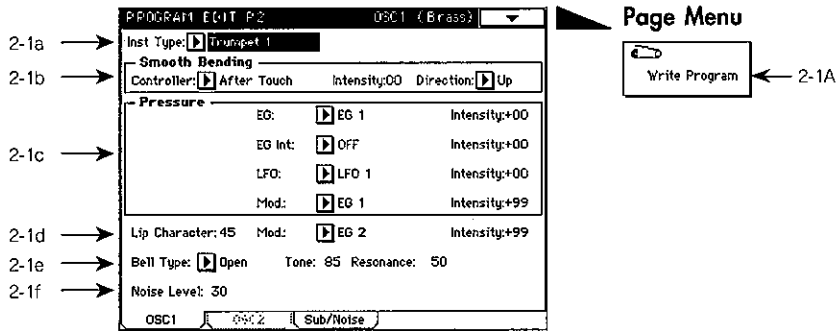 PROGRAM EDIT P2 OSC1 (Brass)
Page Menu
2-1a Inst Type: Trumpet 1
Write Program 2-1A
Smooth Bending
2-1b Controller: After Touch Intensity:00 Direction: Up
Pressure
EG: EG 1 Intensity:+00
EG Int: OFF Intensity:+00
2-1c
LFO: LFO 1 Intensity:+00
Mod.: EG 1 Intensity:+99
2-1d Lip Character: 45 Mod.: EG 2 Intensity:+99
2-1e Bell Type: Open Tone: 85 Resonance: 50
2-1f Noise Level: 30
OSC1 OSC2 Sub/Noise